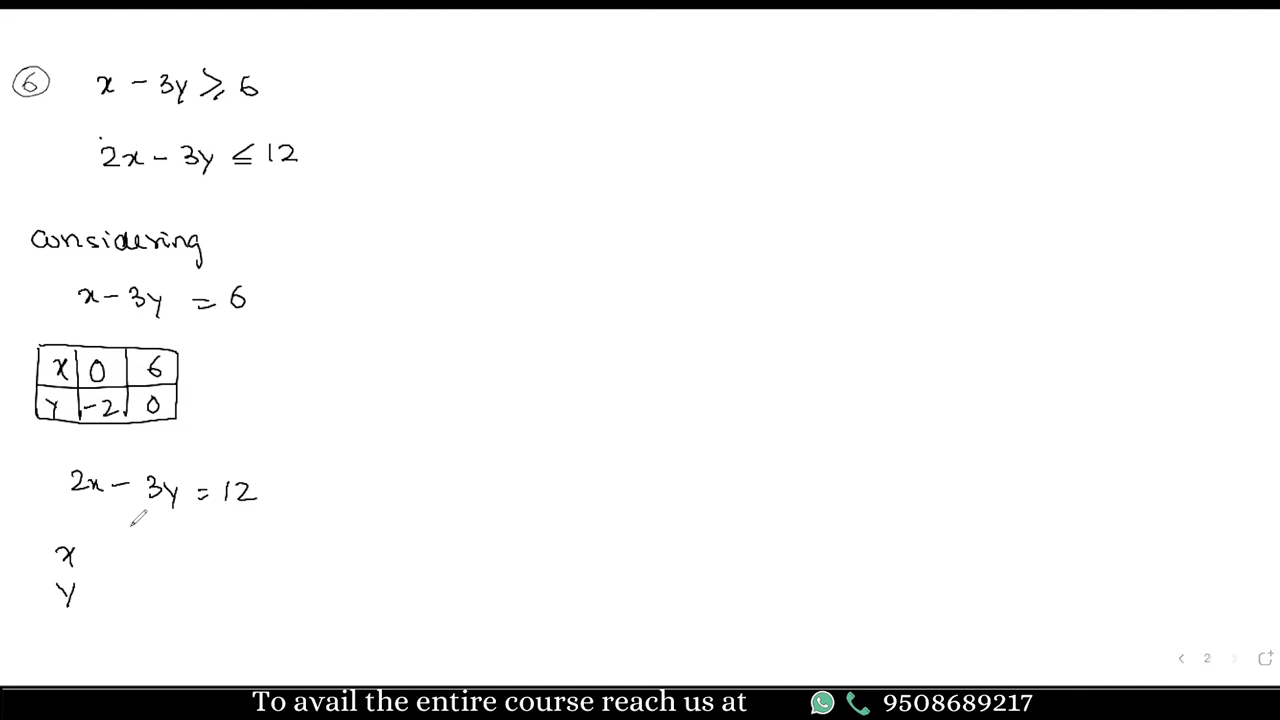 6 x - 3y ≥ 6
2x - 3y ≤ 12
Considering
x - 3y = 6
x 0 6
y -2 0
2x - 3y = 12
x
y
< 2 >
To avail the entire course reach us at 9508689217